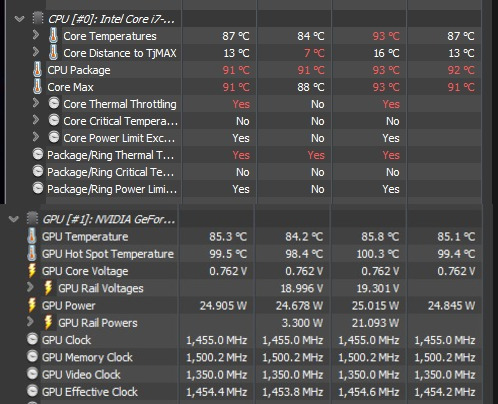 CPU [#0]: Intel Core i7-...
Core Temperatures 87 °C 84 °C 93 °C 87 °C
Core Distance to TjMAX 13 °C 7 °C 16 °C 13 °C
CPU Package 91 °C 91 °C 93 °C 92 °C
Core Max 91 °C 88 °C 93 °C 91 °C
Core Thermal Throttling Yes No Yes
Core Critical Tempera... No No No
Core Power Limit Exc... Yes No Yes
Package/Ring Thermal T... Yes Yes Yes
Package/Ring Critical Te... No No No
Package/Ring Power Limi... Yes No Yes
GPU [#1]: NVIDIA GeFor...
GPU Temperature 85.3 °C 84.2 °C 85.8 °C 85.1 °C
GPU Hot Spot Temperature 99.5 °C 98.4 °C 100.3 °C 99.4 °C
GPU Core Voltage 0.762 V 0.762 V 0.762 V 0.762 V
GPU Rail Voltages 18.996 V 19.301 V
GPU Power 24.905 W 24.678 W 25.015 W 24.845 W
GPU Rail Powers 3.300 W 21.093 W
GPU Clock 1,455.0 MHz 1,455.0 MHz 1,455.0 MHz 1,455.0 MHz
GPU Memory Clock 1,500.2 MHz 1,500.2 MHz 1,500.2 MHz 1,500.2 MHz
GPU Video Clock 1,350.0 MHz 1,350.0 MHz 1,350.0 MHz 1,350.0 MHz
GPU Effective Clock 1,454.4 MHz 1,453.8 MHz 1,454.6 MHz 1,454.2 MHz